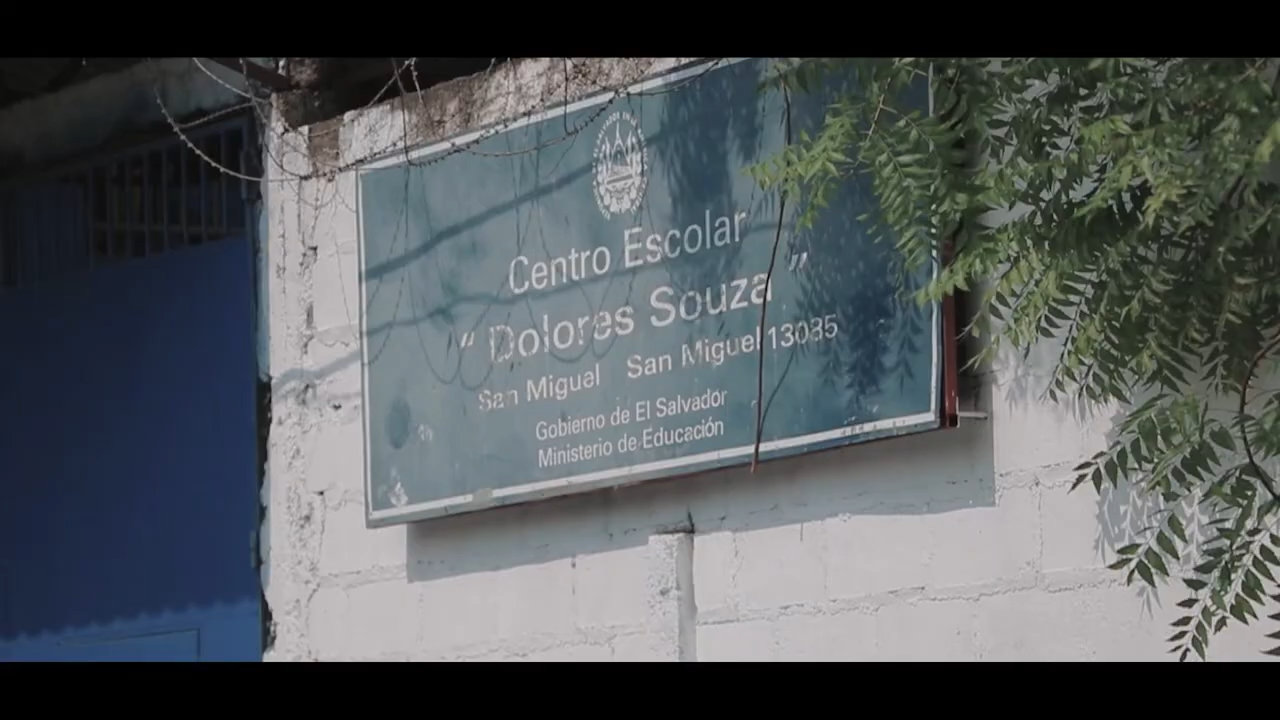 Centro Escolar
“ Dolores Souza ”
San Migual San Miguel 13085
Gobierno de El Salvador
Ministerio de Educación